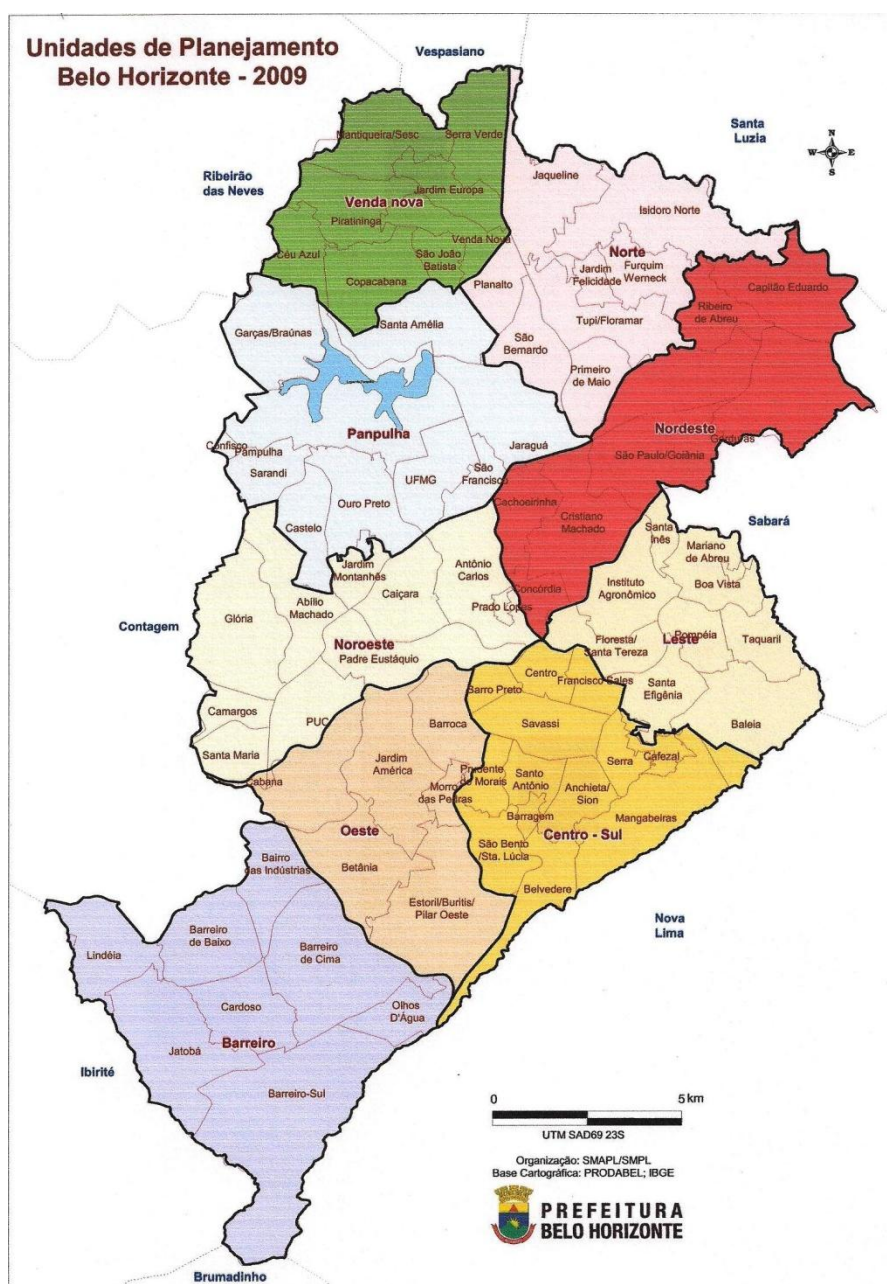 Unidades de Planejamento
Belo Horizonte - 2009
Vespasiano
Santa
Luzia
N
W
E
S
Ribeirão
das Neves
Mantiqueira/Sesc
Serra Verde
Jaqueline
Jardim Europa
Venda nova
Isidoro Norte
Piratininga
Venda Nova
Norte
Céu Azul
São João
Batista
Jardim
Felicidade
Furquim
Werneck
Copacabana
Planalto
Capitão Eduardo
Ribeiro
de Abreu
Garças/Braúnas
Santa Amélia
Tupi/Floramar
São
Bernardo
Primeiro
de Maio
Panpulha
Nordeste
Gorduras
Confisco
Pampulha
Jaraguá
São Paulo/Goiânia
Sarandi
UFMG
São
Francisco
Ouro Preto
Cachoeirinha
Castelo
Cristiano
Machado
Sabará
Santa
Inês
Mariano
de Abreu
Jardim
Montanhês
Antônio
Carlos
Instituto
Agronômico
Boa Vista
Concórdia
Caiçara
Abílio
Machado
Prado Lopes
Glória
Contagem
Noroeste
Padre Eustáquio
Floresta/
Santa Tereza
Pompéia
Leste
Taquaril
Centro
Francisco Sales
Santa
Efigênia
Barro Preto
Camargos
PUC
Barroca
Savassi
Baleia
Santa Maria
Jardim
América
Serra
Cafezal
Cabana
Prudente
de Morais
Santo
Antônio
Morro
das Pedras
Anchieta/
Sion
Barragem
Mangabeiras
Oeste
Centro - Sul
São Bento
/Sta. Lúcia
Bairro
das Indústrias
Betânia
Belvedere
Estoril/Buritis/
Pilar Oeste
Nova
Lima
Barreiro
de Baixo
Lindéia
Barreiro
de Cima
Cardoso
Olhos
D'Água
Barreiro
Jatobá
Ibirité
Barreiro-Sul
0
5 km
UTM SAD69 23S
Organização: SMAPL/SMPL
Base Cartográfica: PRODABEL; IBGE
PREFEITURA
BELO HORIZONTE
Brumadinho